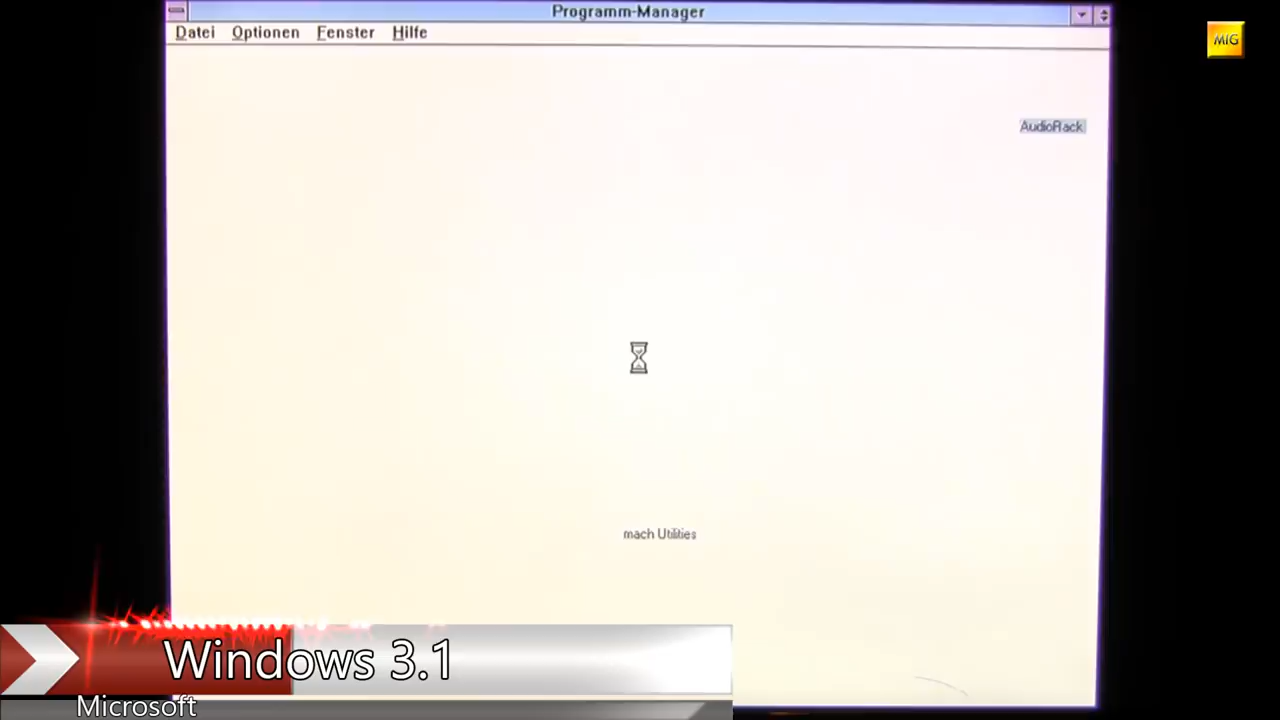 Programm-Manager
MIG
Datei Optionen Fenster Hilfe
AudioRack
mach Utilities
Windows 3.1
Microsoft